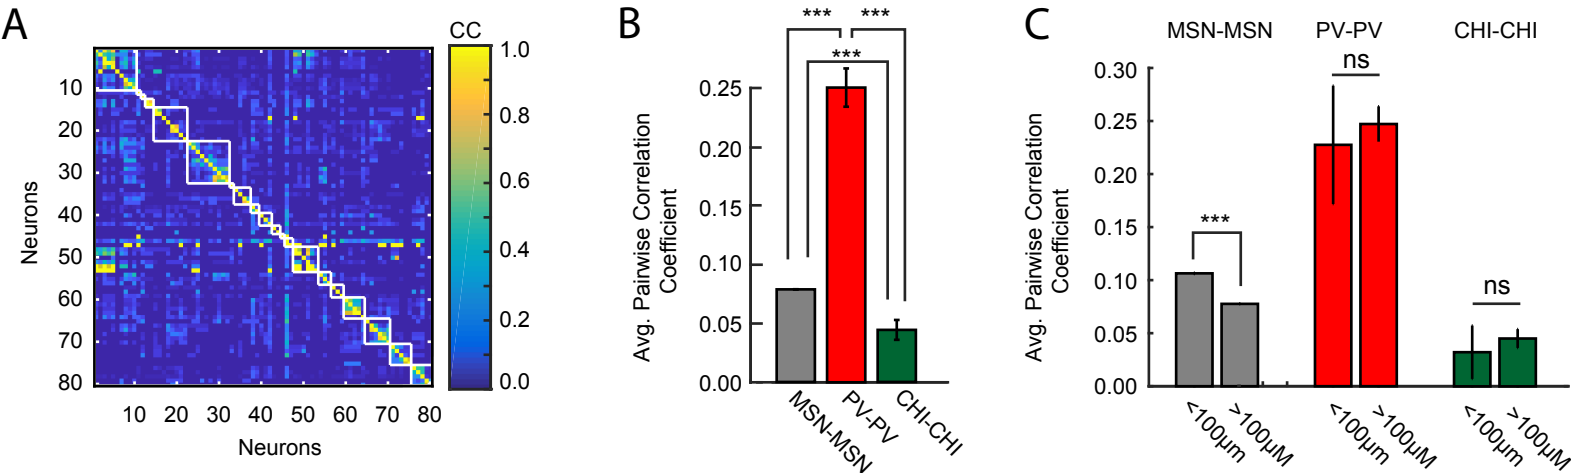 A
CC
1.0
0.8
0.6
0.4
0.2
0.0
Neurons
10
20
30
40
50
60
70
80
10 20 30 40 50 60 70 80
Neurons
B
*** ***
***
Avg. Pairwise Correlation
Coefficient
0.25
0.20
0.15
0.10
0.05
0.00
MSN-MSN
PV-PV
CHI-CHI
C
MSN-MSN PV-PV CHI-CHI
Avg. Pairwise Correlation
Coefficient
0.30
0.25
0.20
0.15
0.10
0.05
0.00
***
ns
ns
<100µm
>100µM
<100µm
>100µM
<100µm
>100µM